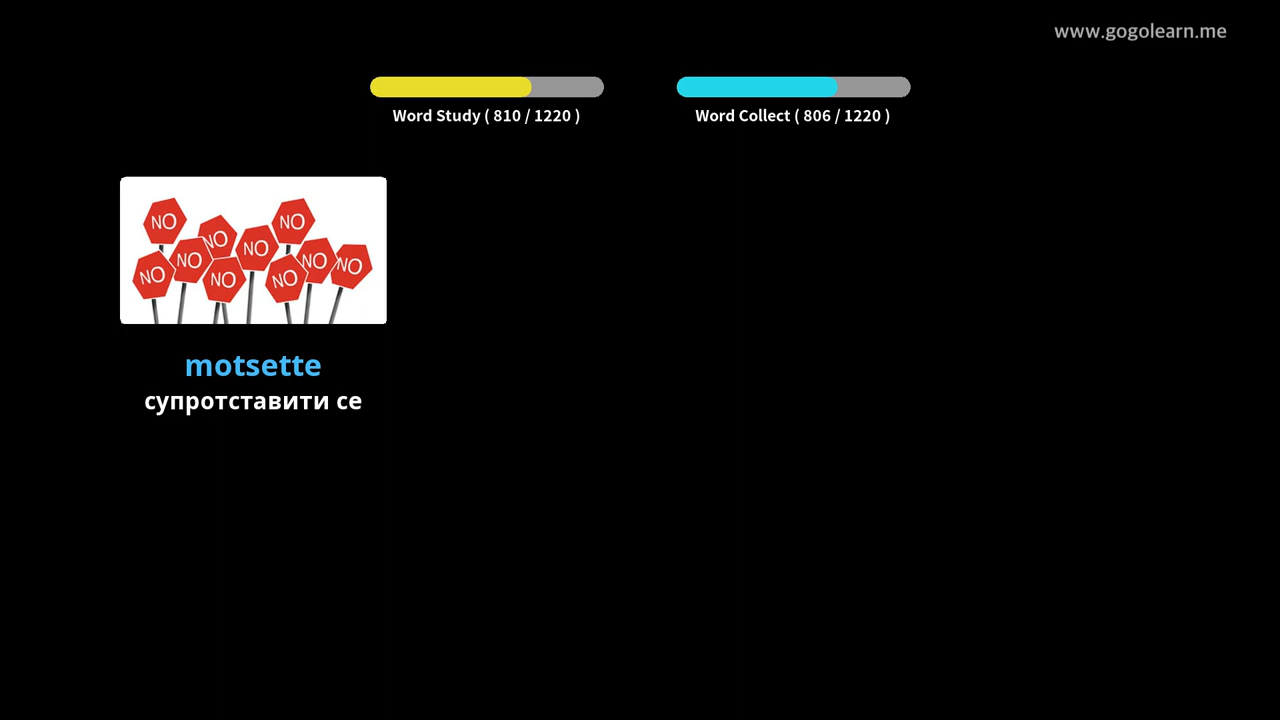 www.gogolearn.me
Word Study ( 810 / 1220 )
Word Collect ( 806 / 1220 )
NO
NO
NO
NO
NO
NO
NO
NO
NO
NO
motsette
супротставити се